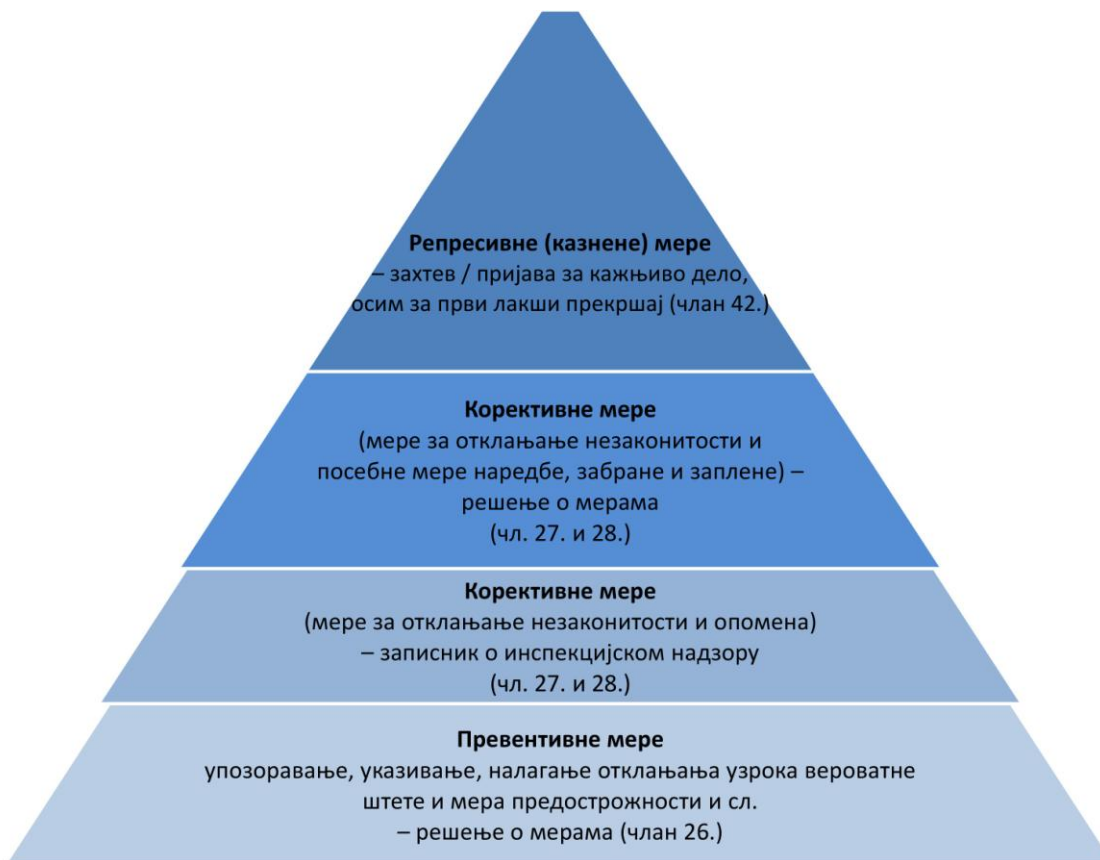 Репресивне (казнене) мере
– захтев / пријава за кажњиво дело,
осим за први лакши прекршај (члан 42.)
Корективне мере
(мере за отклањање незаконитости и
посебне мере наредбе, забране и заплене) –
решење о мерама
(чл. 27. и 28.)
Корективне мере
(мере за отклањање незаконитости и опомена)
– записник о инспекцијском надзору
(чл. 27. и 28.)
Превентивне мере
упозоравање, указивање, налагање отклањања узрока вероватне
штете и мера предострожности и сл.
– решење о мерама (члан 26.)